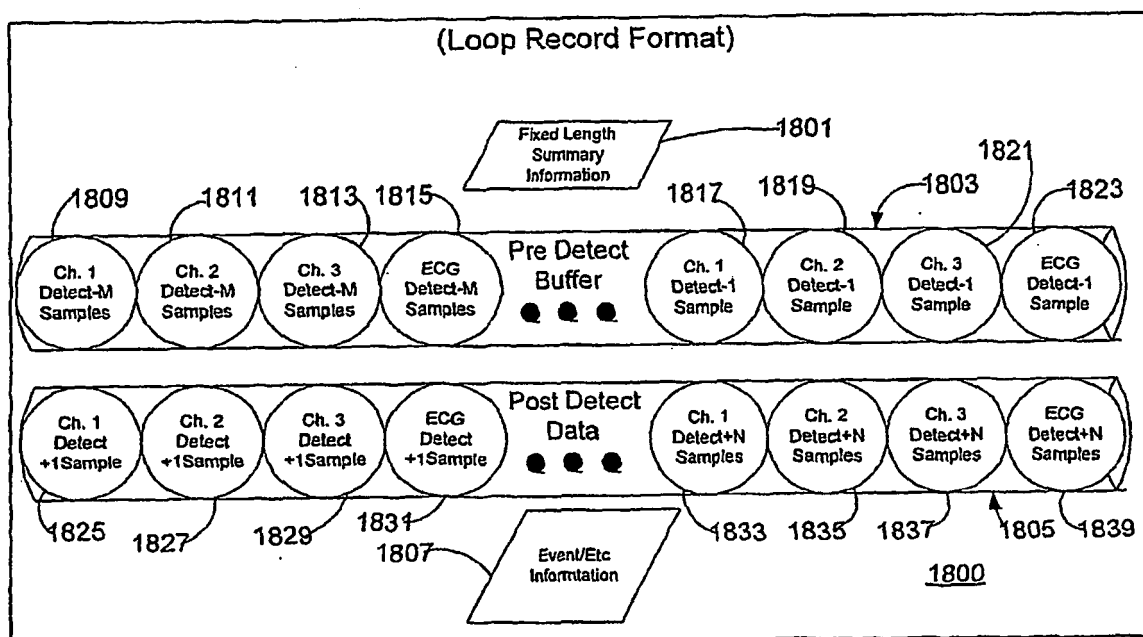 (Loop Record Format)
Fixed Length
Summary
Information
1801
1809
1811
1813
1815
1817
1819
1803
1821
1823
Ch. 1
Detect-M
Samples
Ch. 2
Detect-M
Samples
Ch. 3
Detect-M
Samples
ECG
Detect-M
Samples
Pre Detect
Buffer
Ch. 1
Detect-1
Sample
Ch. 2
Detect-1
Sample
Ch. 3
Detect-1
Sample
ECG
Detect-1
Sample
Ch. 1
Detect
+1Sample
Ch. 2
Detect
+1Sample
Ch. 3
Detect
+1Sample
ECG
Detect
+1Sample
Post Detect
Data
Ch. 1
Detect+N
Samples
Ch. 2
Detect+N
Samples
Ch. 3
Detect+N
Samples
ECG
Detect+N
Samples
1825
1827
1829
1831
1807
1833
1835
1837
1805
1839
Event/Etc
Informtation
1800